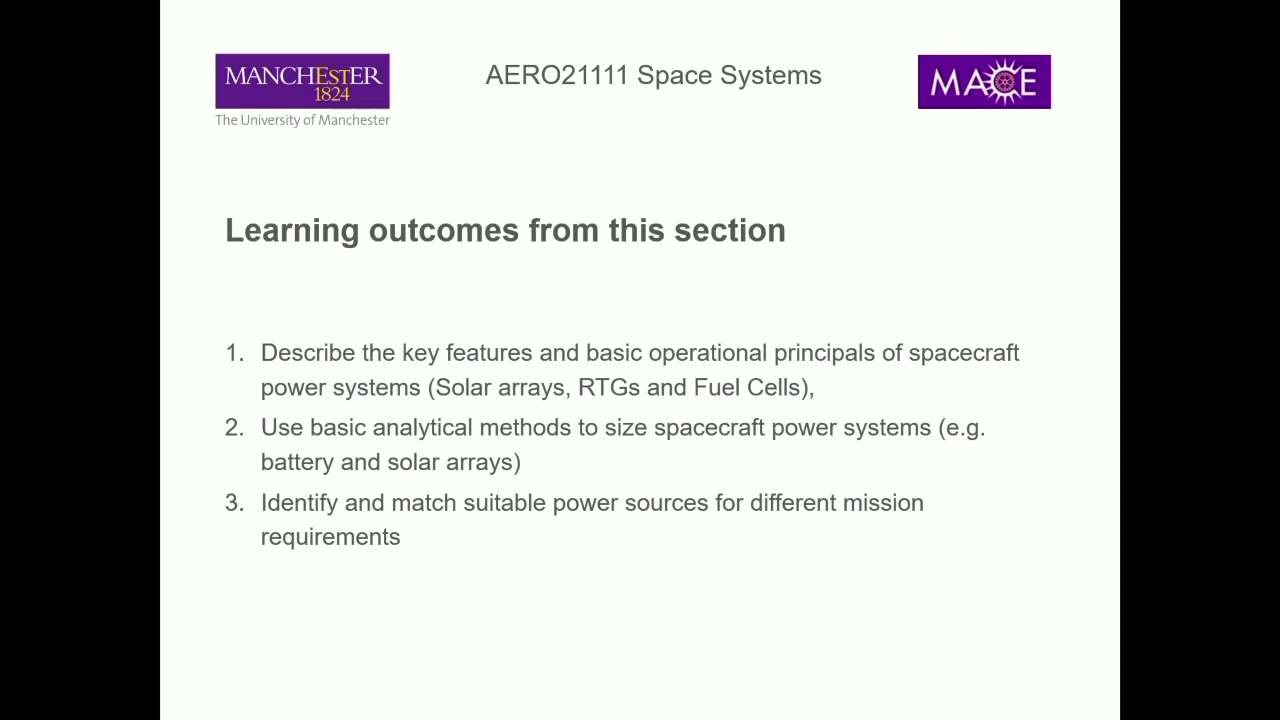 MANCHEstER
1824
The University of Manchester
AERO21111 Space Systems
MACE
Learning outcomes from this section
1. Describe the key features and basic operational principals of spacecraft
power systems (Solar arrays, RTGs and Fuel Cells),
2. Use basic analytical methods to size spacecraft power systems (e.g.
battery and solar arrays)
3. Identify and match suitable power sources for different mission
requirements